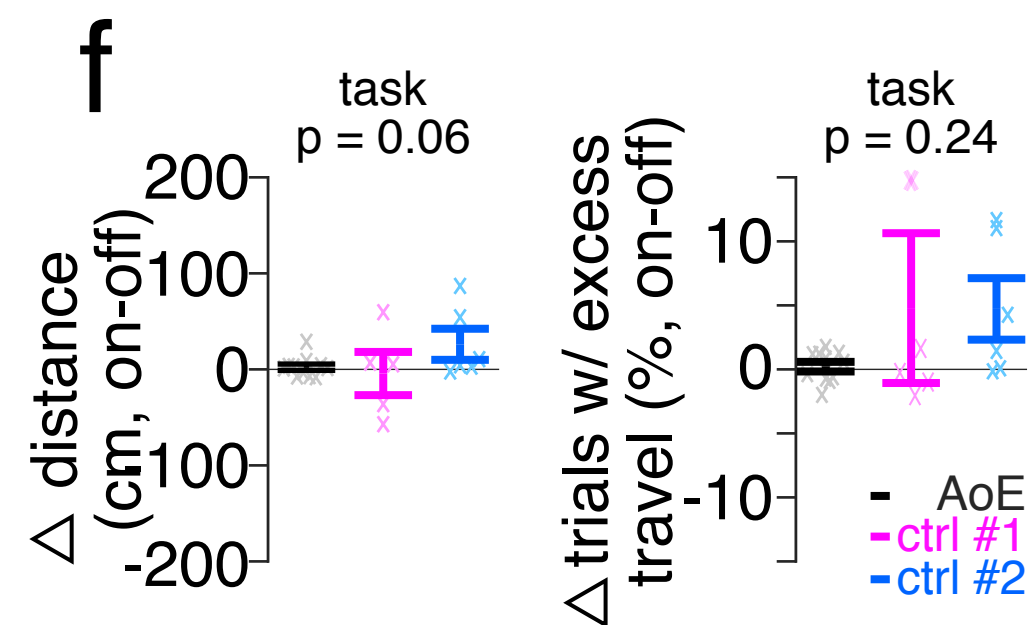 f
task
p = 0.06
200
100
0
-100
-200
△ distance
(cm, on-off)
task
p = 0.24
10
0
-10
△ trials w/ excess
travel (%, on-off)
AoE
ctrl #1
ctrl #2